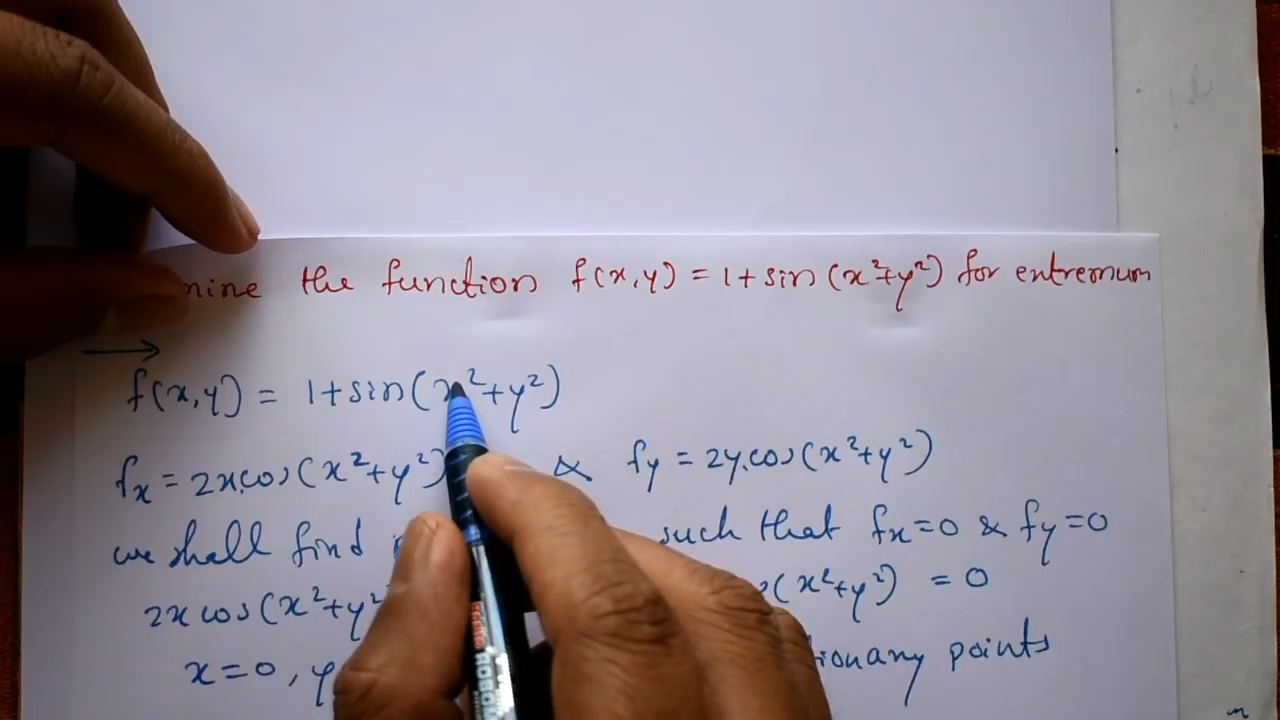 the function f(x,y) = 1+sin(x²+y²) for extremum
f(x,y) = 1+sin(x²+y²)
fx = 2x.cos(x²+y²) & fy = 2y.cos(x²+y²)
we shall find such that fx=0 & fy=0
2x cos(x²+y² (x²+y²) = 0
x=0, points